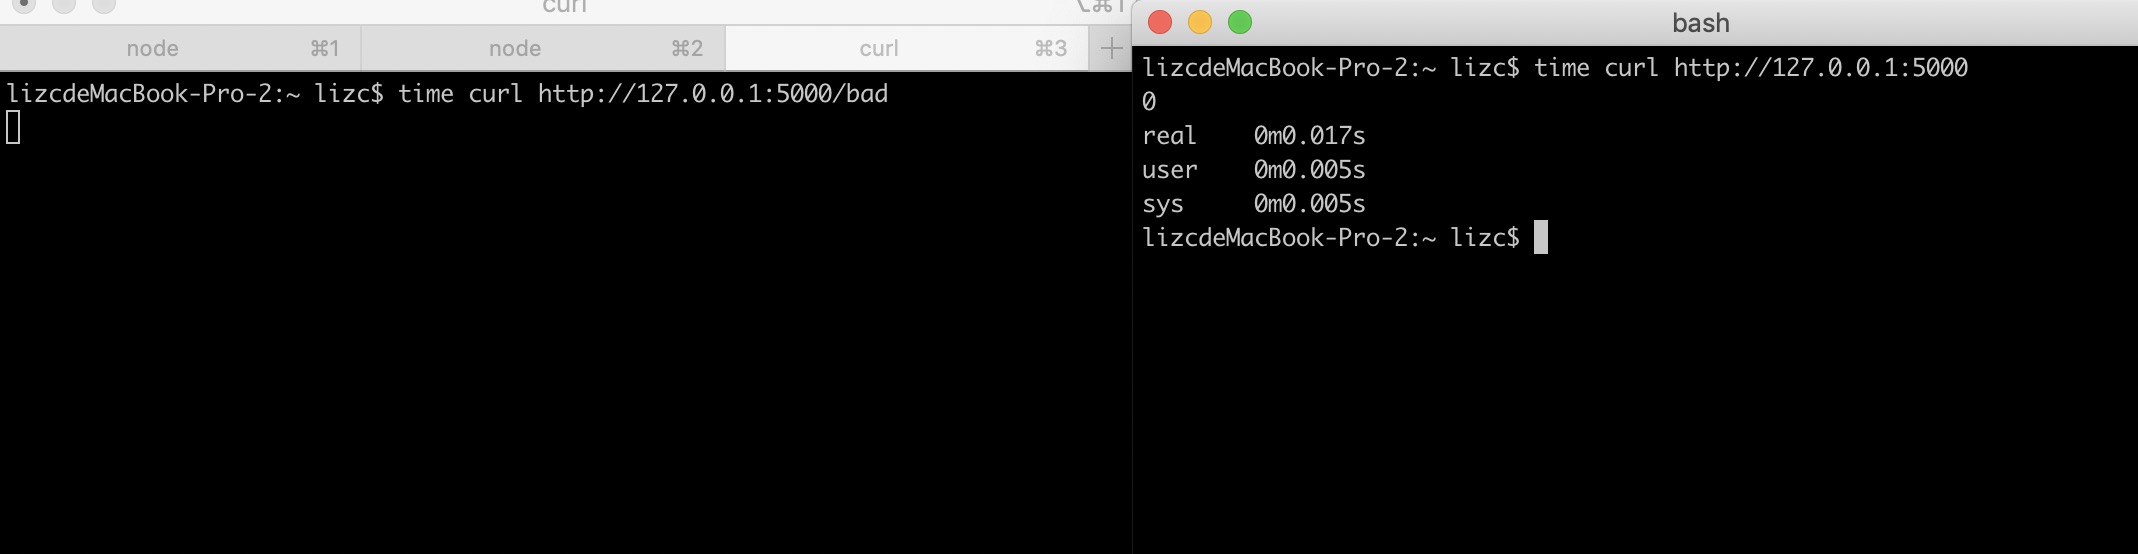 curl
⌥⌘1
node ⌘1 node ⌘2 curl ⌘3 +
lizcdeMacBook-Pro-2:~ lizc$ time curl http://127.0.0.1:5000/bad
bash
lizcdeMacBook-Pro-2:~ lizc$ time curl http://127.0.0.1:5000
0
real 0m0.017s
user 0m0.005s
sys 0m0.005s
lizcdeMacBook-Pro-2:~ lizc$